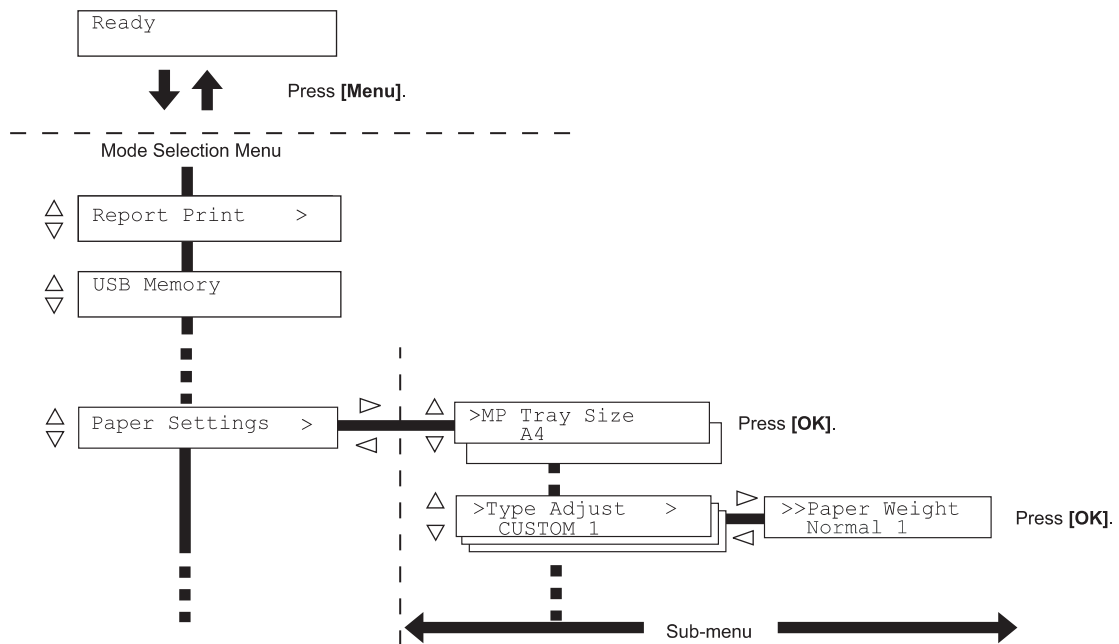 Ready
Press [Menu].
Mode Selection Menu
Report Print >
USB Memory
Paper Settings >
>MP Tray Size
A4
Press [OK].
>Type Adjust >
CUSTOM 1
>>Paper Weight
Normal 1
Press [OK].
Sub-menu